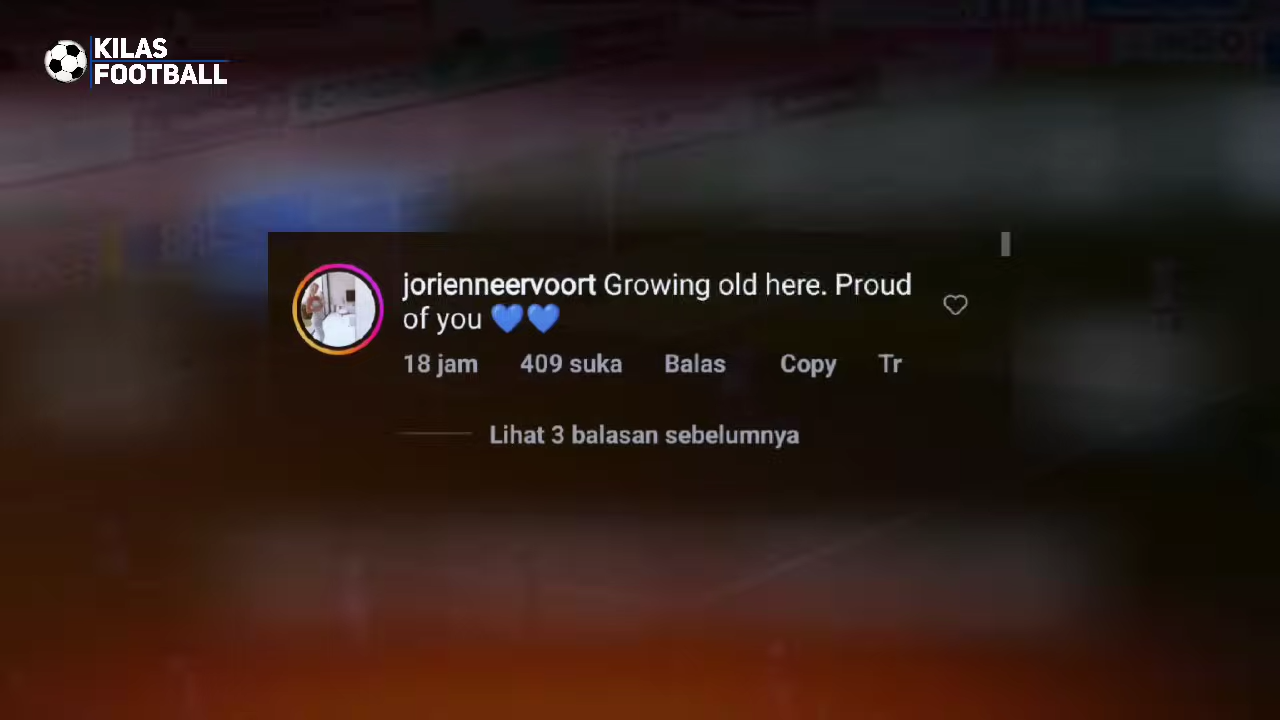 KILAS
FOOTBALL
jorienneervoort Growing old here. Proud
of you 💙💙
18 jam 409 suka Balas Copy Tr
Lihat 3 balasan sebelumnya